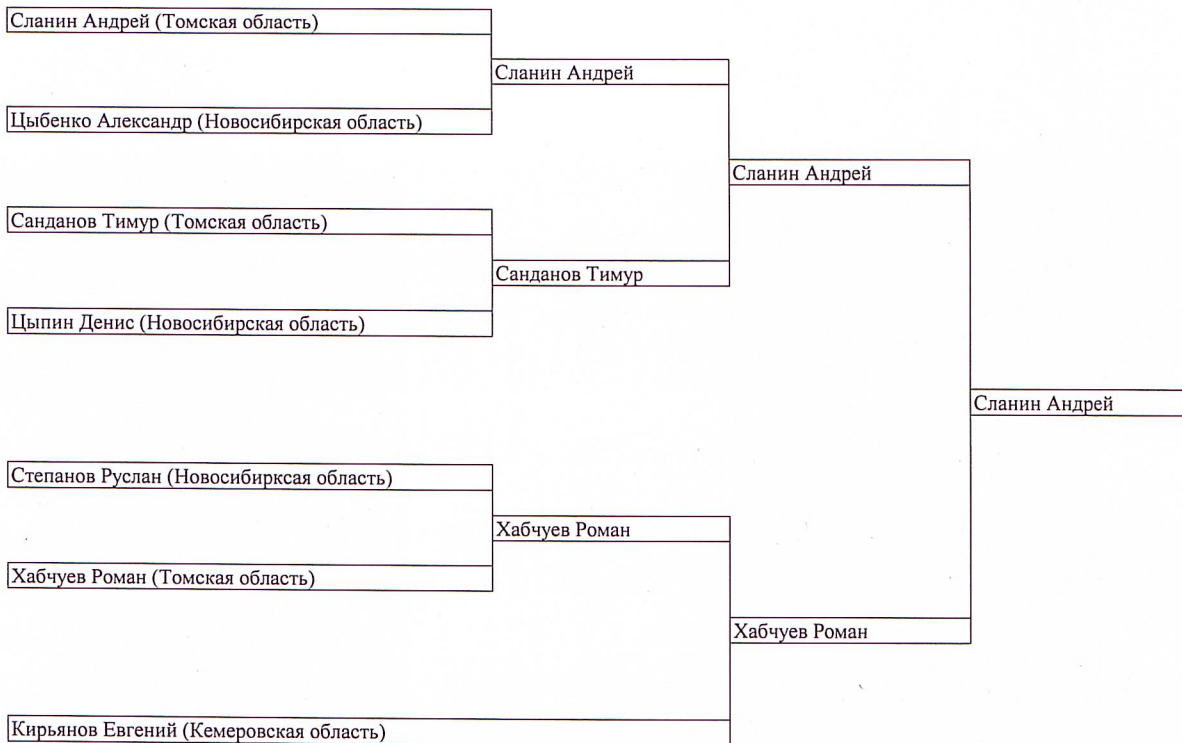 Сланин Андрей (Томская область)
Сланин Андрей
Цыбенко Александр (Новосибирская область)
Сланин Андрей
Санданов Тимур (Томская область)
Санданов Тимур
Цыпин Денис (Новосибирская область)
Сланин Андрей
Степанов Руслан (Новосибирксая область)
Хабчуев Роман
Хабчуев Роман (Томская область)
Хабчуев Роман
Кирьянов Евгений (Кемеровская область)